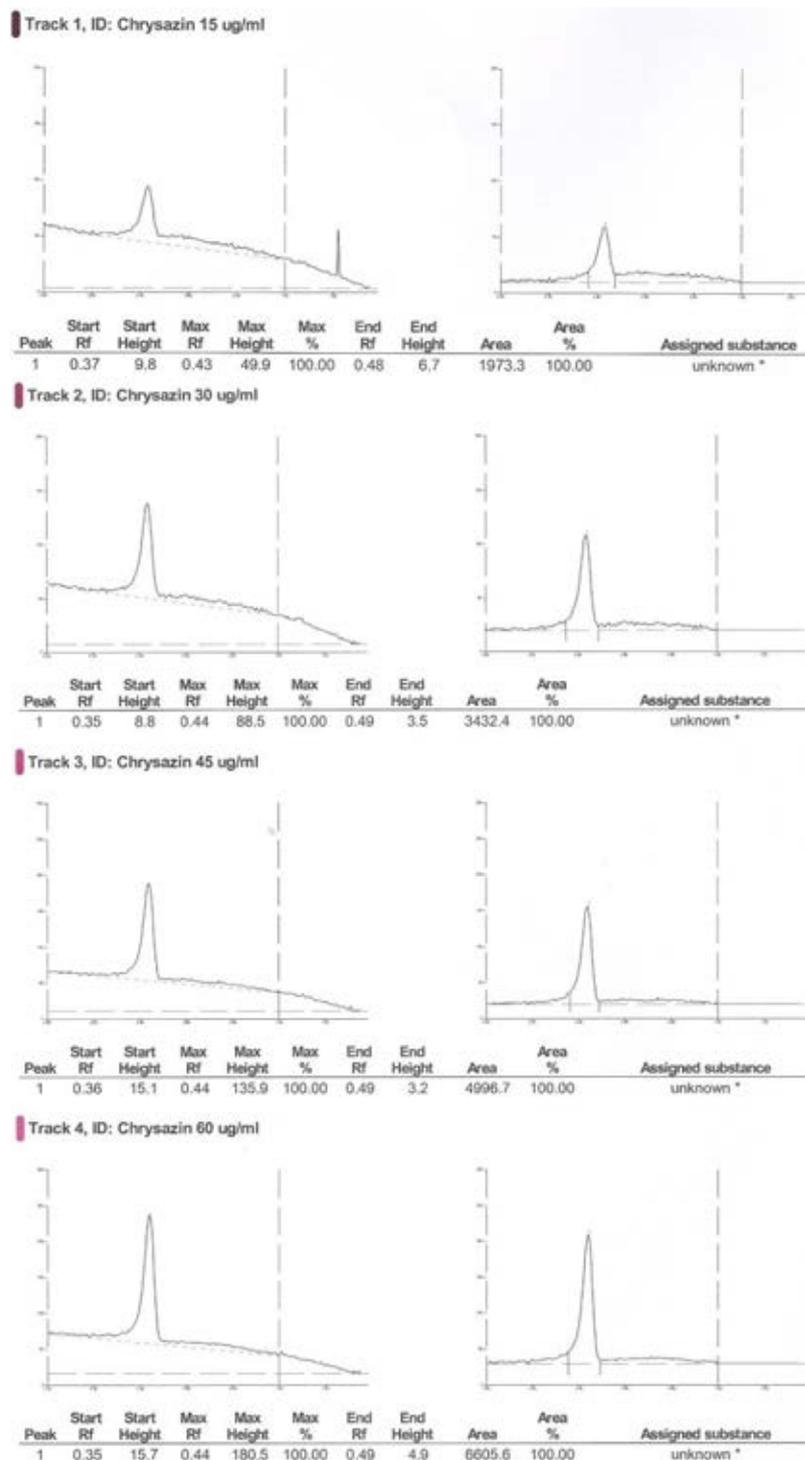 Track 1, ID: Chrysazin 15 ug/ml
Peak Start Rf Start Height Max Rf Max Height Max % End Rf End Height Area Area % Assigned substance
1 0.37 9.8 0.43 49.9 100.00 0.48 6.7 1973.3 100.00 unknown *
Track 2, ID: Chrysazin 30 ug/ml
Peak Start Rf Start Height Max Rf Max Height Max % End Rf End Height Area Area % Assigned substance
1 0.35 8.8 0.44 88.5 100.00 0.49 3.5 3432.4 100.00 unknown *
Track 3, ID: Chrysazin 45 ug/ml
Peak Start Rf Start Height Max Rf Max Height Max % End Rf End Height Area Area % Assigned substance
1 0.36 15.1 0.44 135.9 100.00 0.49 3.2 4996.7 100.00 unknown *
Track 4, ID: Chrysazin 60 ug/ml
Peak Start Rf Start Height Max Rf Max Height Max % End Rf End Height Area Area % Assigned substance
1 0.35 15.7 0.44 180.5 100.00 0.49 4.9 6605.6 100.00 unknown *